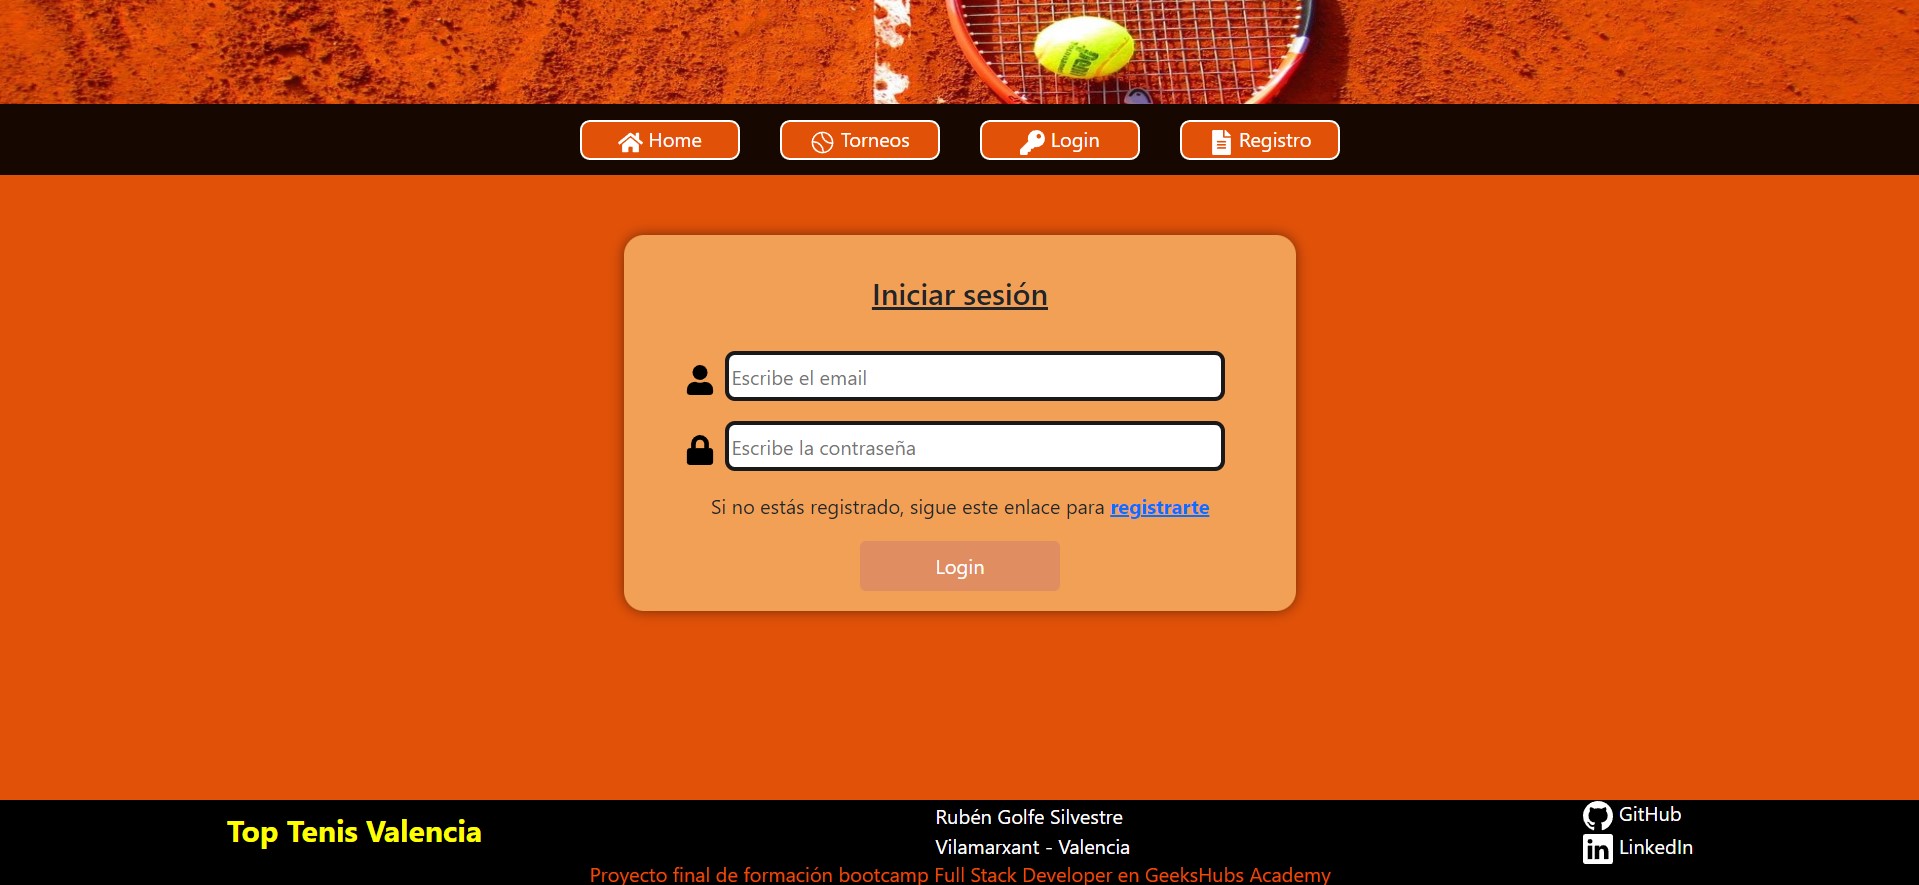 Home
Torneos
Login
Registro
Iniciar sesión
Escribe el email
Escribe la contraseña
Si no estás registrado, sigue este enlace para registrarte
Login
Top Tenis Valencia
Rubén Golfe Silvestre
Vilamarxant - Valencia
GitHub
LinkedIn
Proyecto final de formación bootcamp Full Stack Developer en GeeksHubs Academy